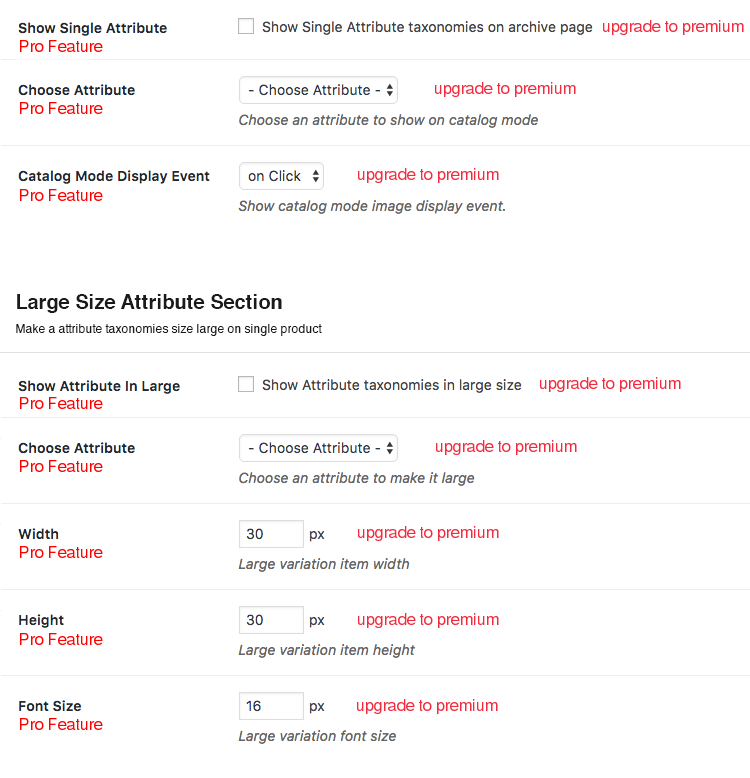 Show Single Attribute
Pro Feature
Show Single Attribute taxonomies on archive page upgrade to premium
Choose Attribute
Pro Feature
- Choose Attribute - upgrade to premium
Choose an attribute to show on catalog mode
Catalog Mode Display Event
Pro Feature
on Click upgrade to premium
Show catalog mode image display event.
Large Size Attribute Section
Make a attribute taxonomies size large on single product
Show Attribute In Large
Pro Feature
Show Attribute taxonomies in large size upgrade to premium
Choose Attribute
Pro Feature
- Choose Attribute - upgrade to premium
Choose an attribute to make it large
Width
Pro Feature
30 px upgrade to premium
Large variation item width
Height
Pro Feature
30 px upgrade to premium
Large variation item height
Font Size
Pro Feature
16 px upgrade to premium
Large variation font size